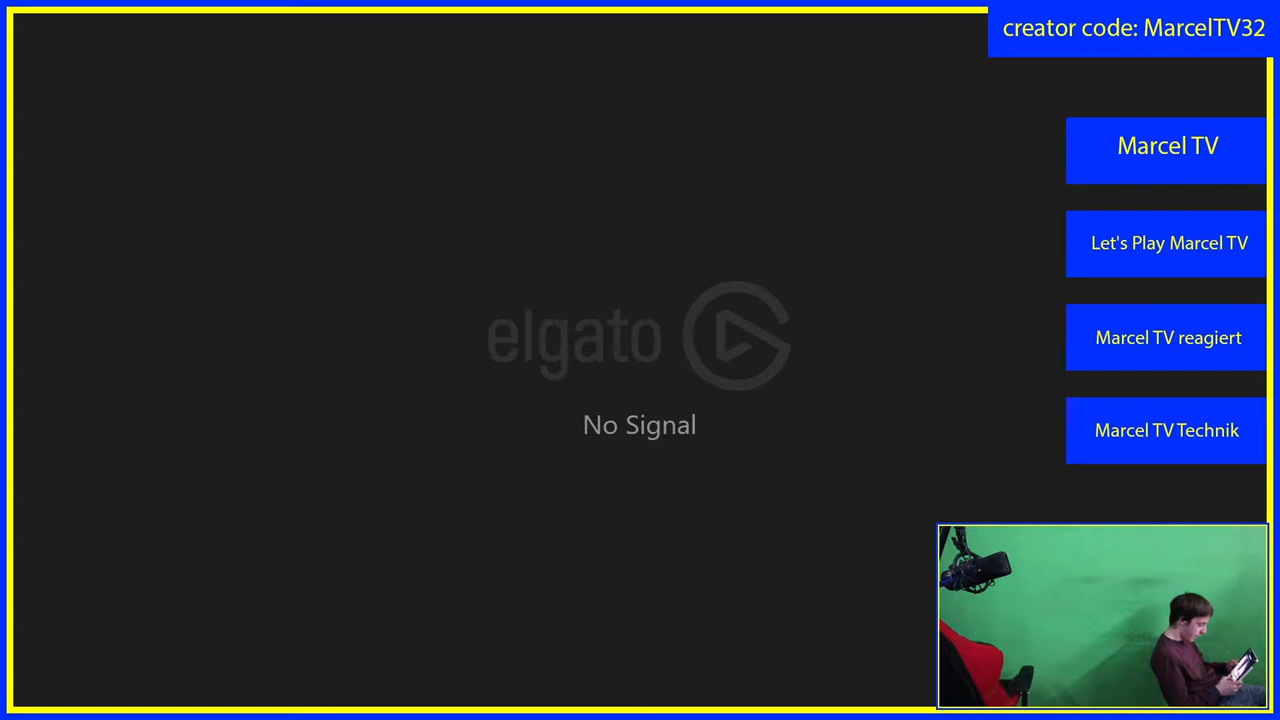 creator code: MarcelTV32
Marcel TV
Let's Play Marcel TV
Marcel TV reagiert
Marcel TV Technik
elgato
No Signal